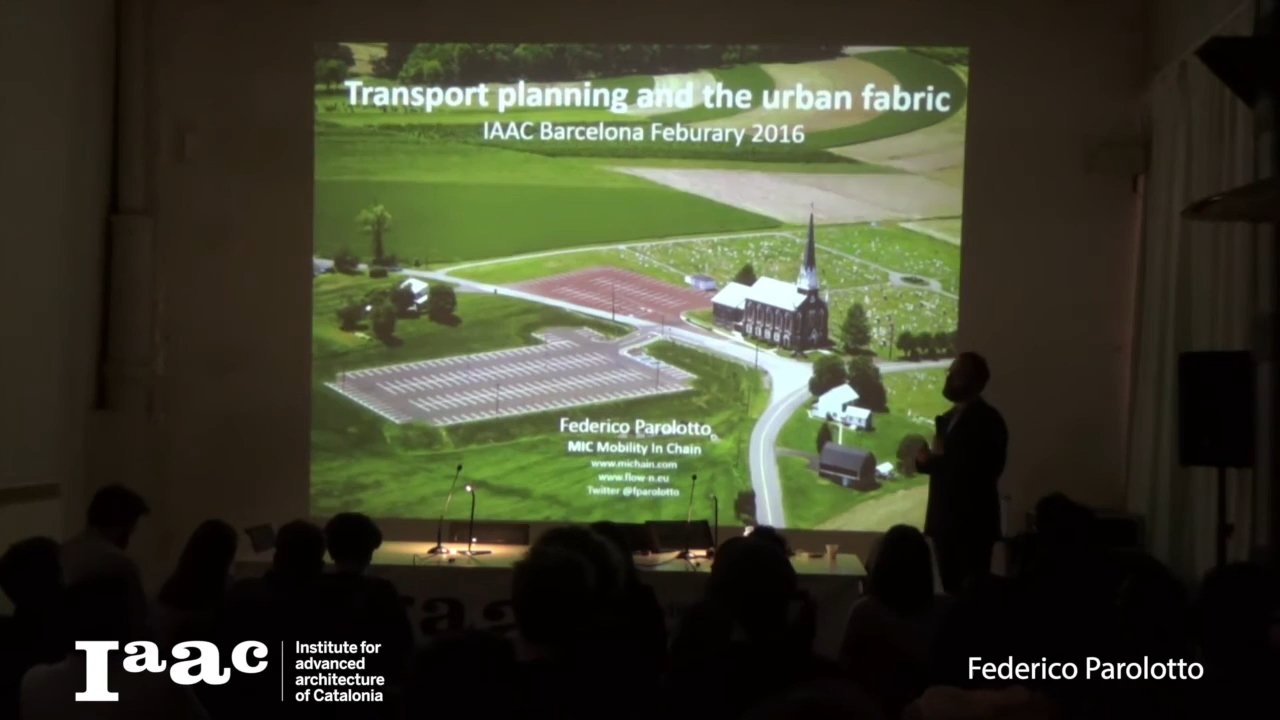 Transport planning and the urban fabric
IAAC Barcelona Feburary 2016
Federico Parolotto
MIC Mobility In Chain
www.michain.com
www.flow-n.eu
Twitter @fparolotto
Iaac
Institute for
advanced
architecture
of Catalonia
Federico Parolotto